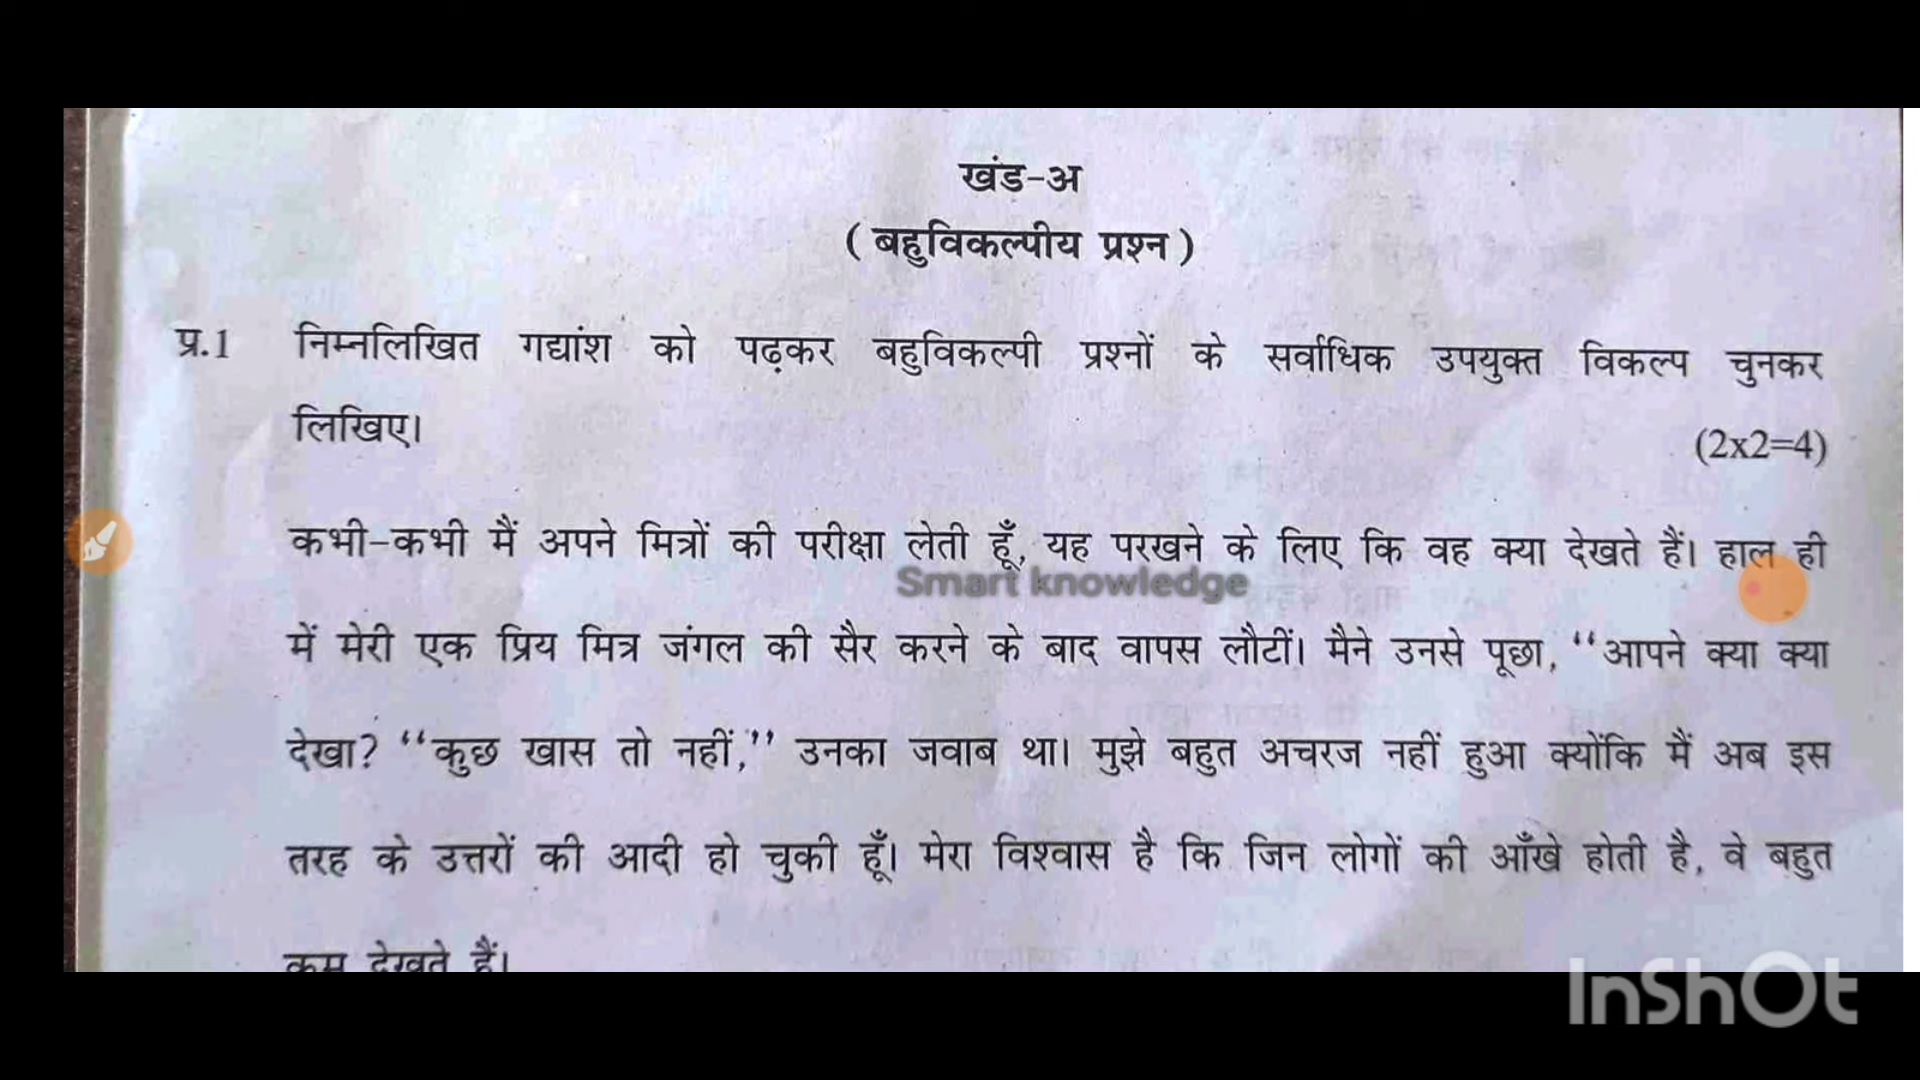 खंड-अ
( बहुविकल्पीय प्रश्न )
प्र.1 निम्नलिखित गद्यांश को पढ़कर बहुविकल्पी प्रश्नों के सर्वाधिक उपयुक्त विकल्प चुनकर
लिखिए। (2x2=4)
कभी-कभी मैं अपने मित्रों की परीक्षा लेती हूँ, यह परखने के लिए कि वह क्या देखते हैं। हाल ही
Smart knowledge
में मेरी एक प्रिय मित्र जंगल की सैर करने के बाद वापस लौटीं। मैने उनसे पूछा, “आपने क्या क्या
देखा? “कुछ खास तो नहीं,” उनका जवाब था। मुझे बहुत अचरज नहीं हुआ क्योंकि मैं अब इस
तरह के उत्तरों की आदी हो चुकी हूँ। मेरा विश्वास है कि जिन लोगों की आँखे होती है, वे बहुत
कम देखते हैं।
InShOt